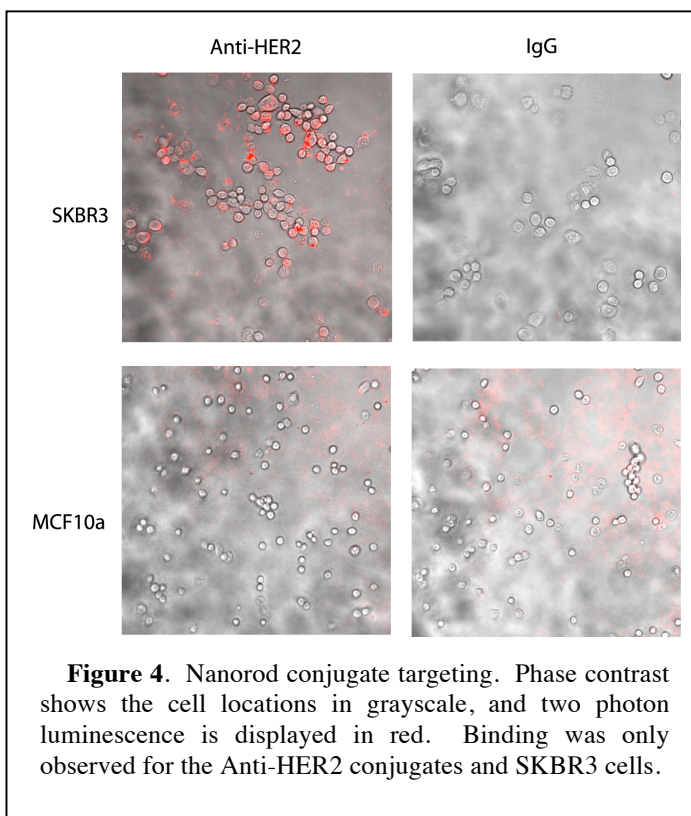 Anti-HER2 IgG
SKBR3
MCF10a
Figure 4. Nanorod conjugate targeting. Phase contrast
shows the cell locations in grayscale, and two photon
luminescence is displayed in red. Binding was only
observed for the Anti-HER2 conjugates and SKBR3 cells.